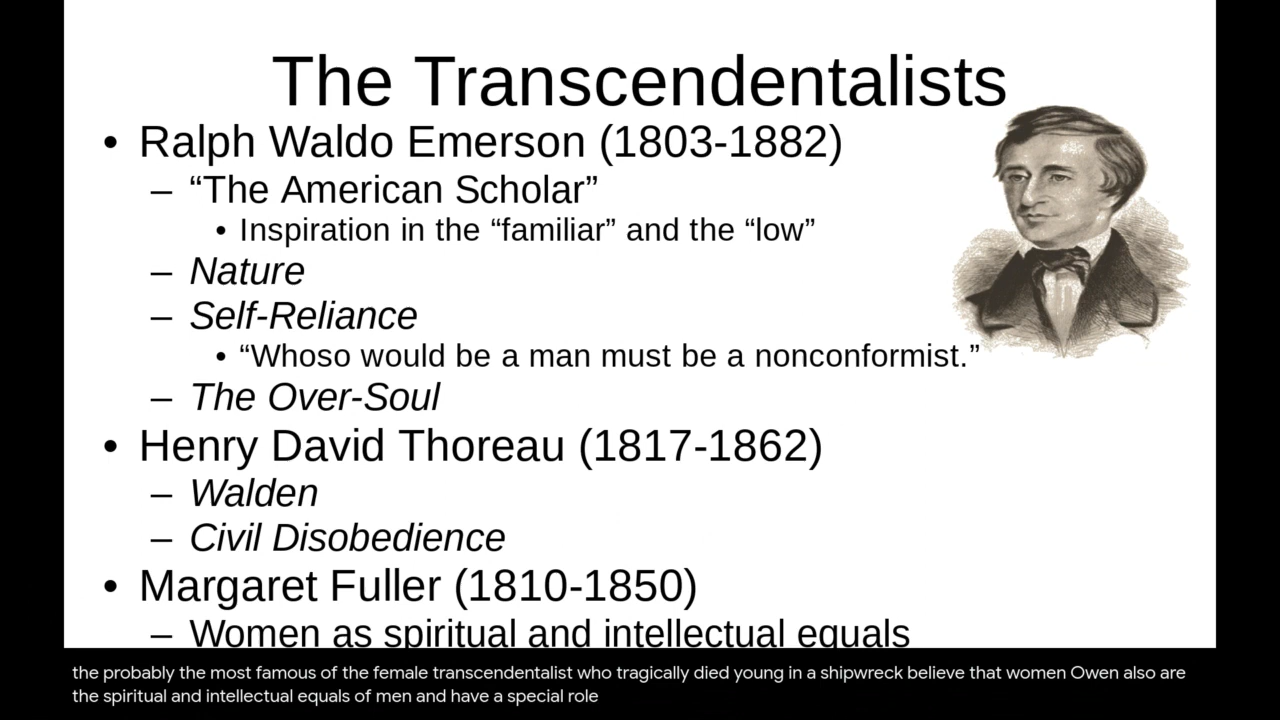 The Transcendentalists
• Ralph Waldo Emerson (1803-1882)
– “The American Scholar”
• Inspiration in the “familiar” and the “low”
– Nature
– Self-Reliance
• “Whoso would be a man must be a nonconformist.”
– The Over-Soul
• Henry David Thoreau (1817-1862)
– Walden
– Civil Disobedience
• Margaret Fuller (1810-1850)
– Women as spiritual and intellectual equals
the probably the most famous of the female transcendentalist who tragically died young in a shipwreck believe that women Owen also are
the spiritual and intellectual equals of men and have a special role